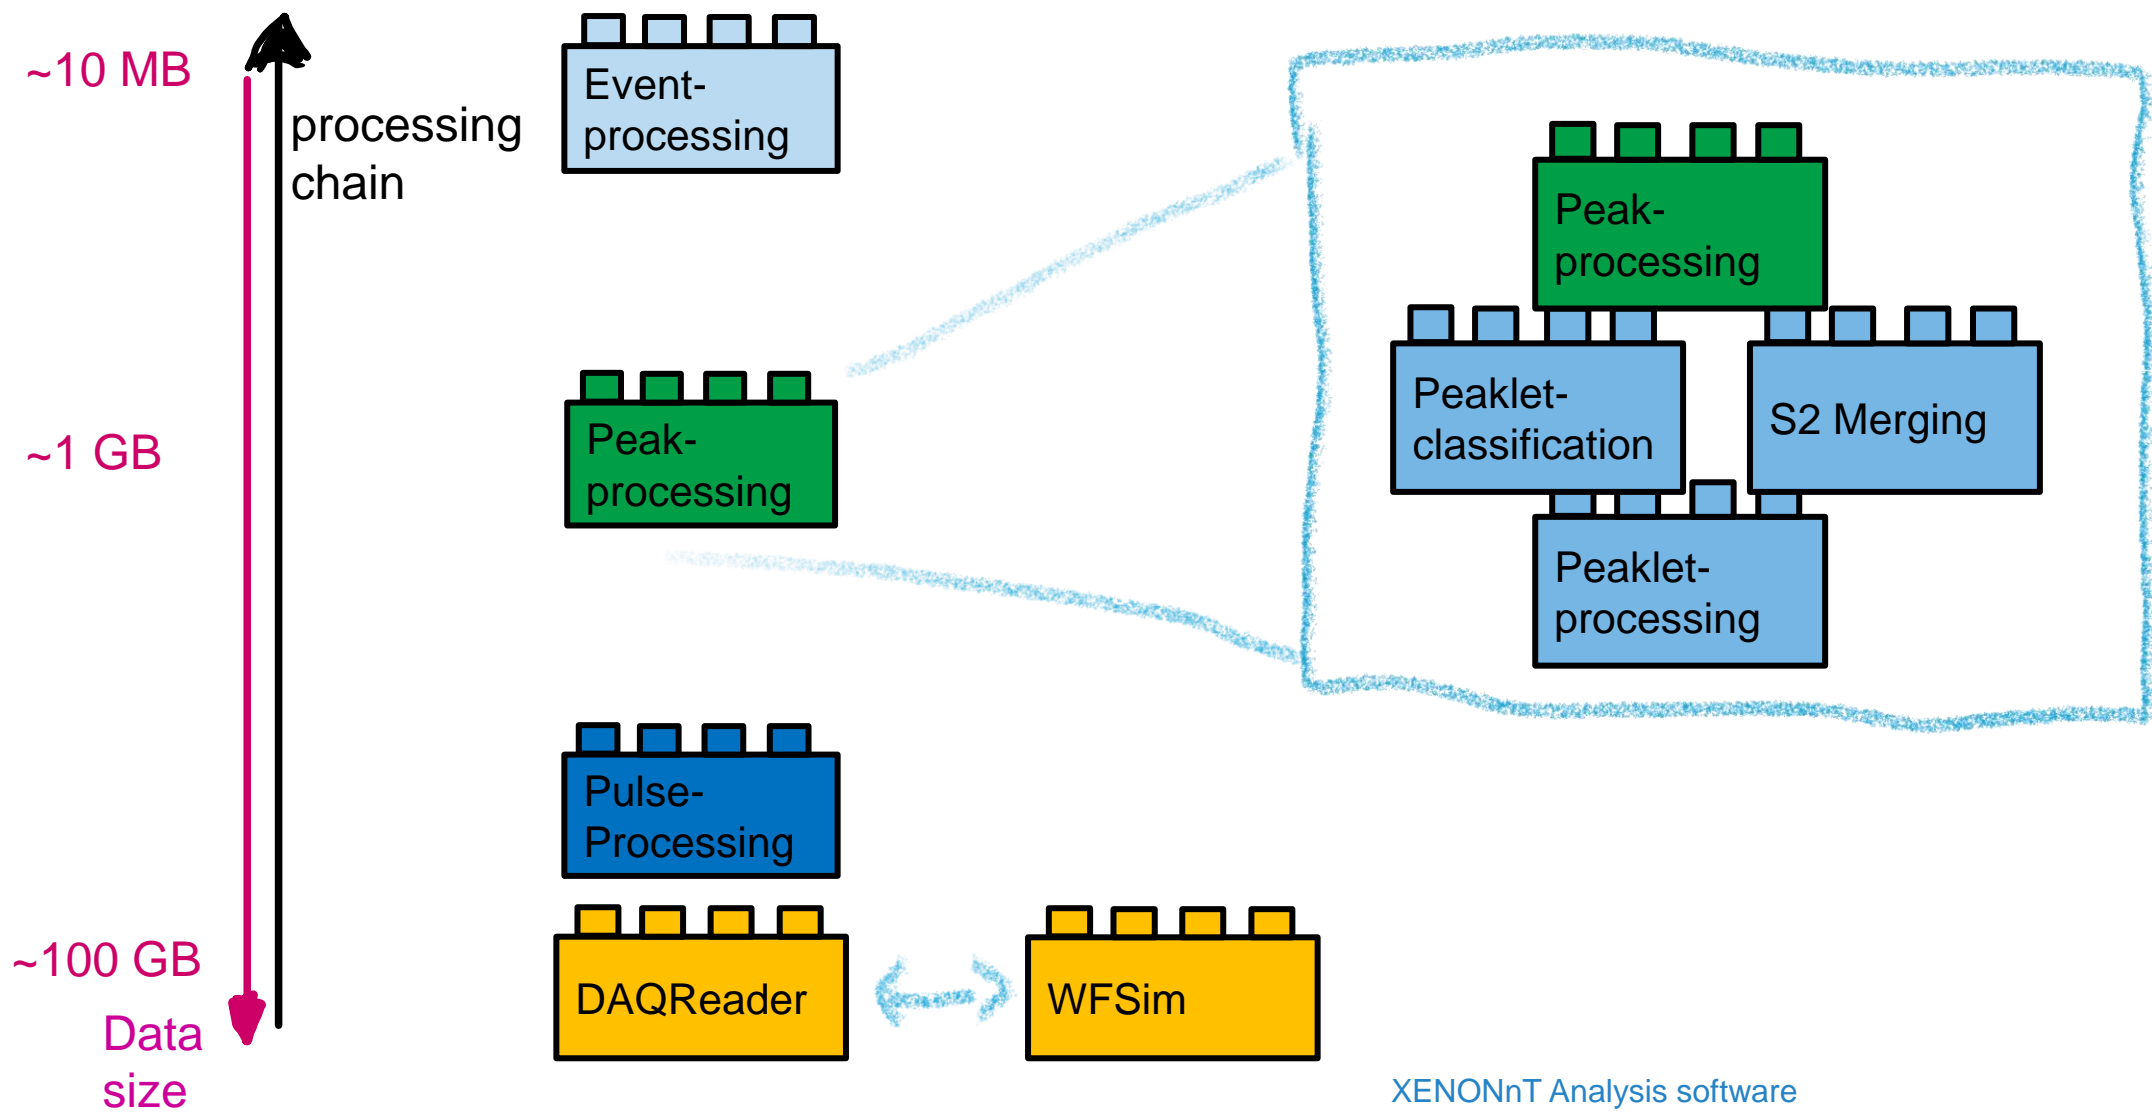 ~10 MB
processing
chain
Event-
processing
~1 GB
Peak-
processing
Pulse-
Processing
~100 GB
Data
size
DAQReader
WFSim
Peak-
processing
Peaklet-
classification
S2 Merging
Peaklet-
processing
XENONnT Analysis software